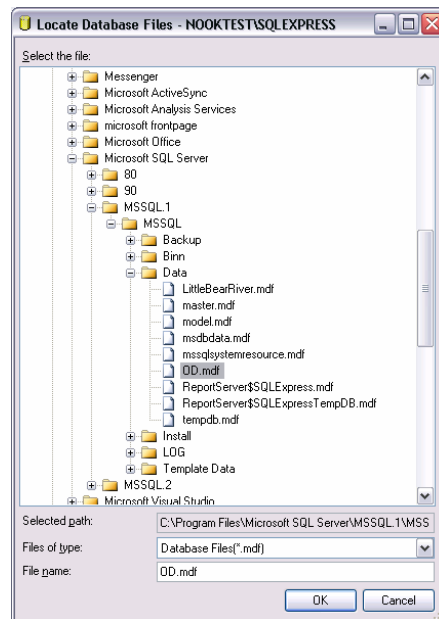 Locate Database Files - NOOKTEST\SQLEXPRESS
Select the file:
Messenger
Microsoft ActiveSync
Microsoft Analysis Services
microsoft frontpage
Microsoft Office
Microsoft SQL Server
80
90
MSSQL.1
MSSQL
Backup
Binn
Data
LittleBearRiver.mdf
master.mdf
model.mdf
msdbdata.mdf
mssqlsystemresource.mdf
OD.mdf
ReportServer$SQLExpress.mdf
ReportServer$SQLExpressTempDB.mdf
tempdb.mdf
Install
LOG
Template Data
MSSQL.2
Microsoft Visual Studio
Selected path: C:\Program Files\Microsoft SQL Server\MSSQL.1\MSS
Files of type: Database Files(*.mdf)
File name: OD.mdf
OK Cancel